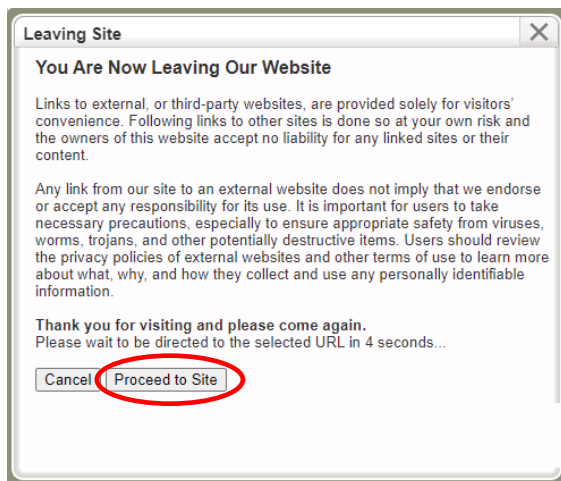 Leaving Site
You Are Now Leaving Our Website
Links to external, or third-party websites, are provided solely for visitors'
convenience. Following links to other sites is done so at your own risk and
the owners of this website accept no liability for any linked sites or their
content.
Any link from our site to an external website does not imply that we endorse
or accept any responsibility for its use. It is important for users to take
necessary precautions, especially to ensure appropriate safety from viruses,
worms, trojans, and other potentially destructive items. Users should review
the privacy policies of external websites and other terms of use to learn more
about what, why, and how they collect and use any personally identifiable
information.
Thank you for visiting and please come again.
Please wait to be directed to the selected URL in 4 seconds...
Cancel Proceed to Site